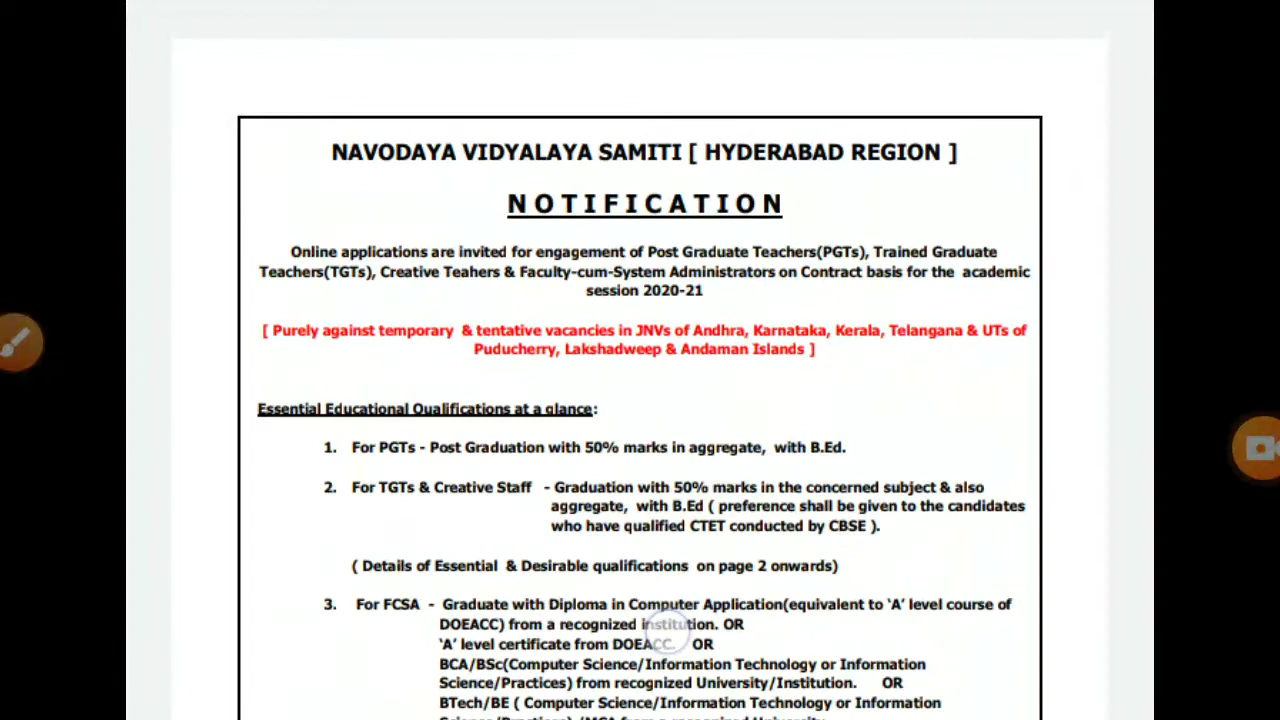 NAVODAYA VIDYALAYA SAMITI [ HYDERABAD REGION ]
N O T I F I C A T I O N
Online applications are invited for engagement of Post Graduate Teachers(PGTs), Trained Graduate
Teachers(TGTs), Creative Teahers & Faculty-cum-System Administrators on Contract basis for the academic
session 2020-21
[ Purely against temporary & tentative vacancies in JNVs of Andhra, Karnataka, Kerala, Telangana & UTs of
Puducherry, Lakshadweep & Andaman Islands ]
Essential Educational Qualifications at a glance:
1. For PGTs - Post Graduation with 50% marks in aggregate, with B.Ed.
2. For TGTs & Creative Staff - Graduation with 50% marks in the concerned subject & also
aggregate, with B.Ed ( preference shall be given to the candidates
who have qualified CTET conducted by CBSE ).
( Details of Essential & Desirable qualifications on page 2 onwards)
3. For FCSA - Graduate with Diploma in Computer Application(equivalent to ‘A’ level course of
DOEACC) from a recognized institution. OR
‘A’ level certificate from DOEACC. OR
BCA/BSc(Computer Science/Information Technology or Information
Science/Practices) from recognized University/Institution. OR
BTech/BE ( Computer Science/Information Technology or Information